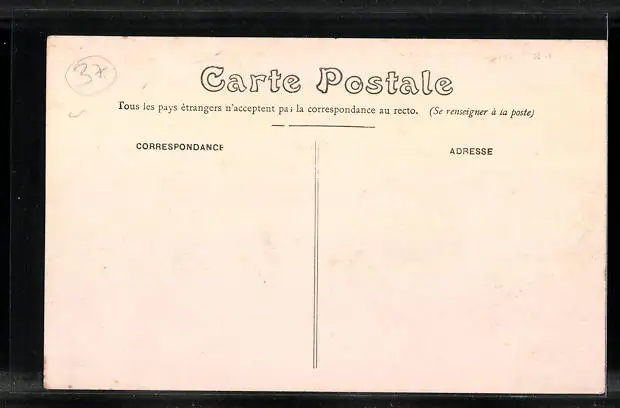 37
Carte Postale
Tous les pays étrangers n'acceptent pas la correspondance au recto. (Se renseigner à la poste)
CORRESPONDANCE
ADRESSE